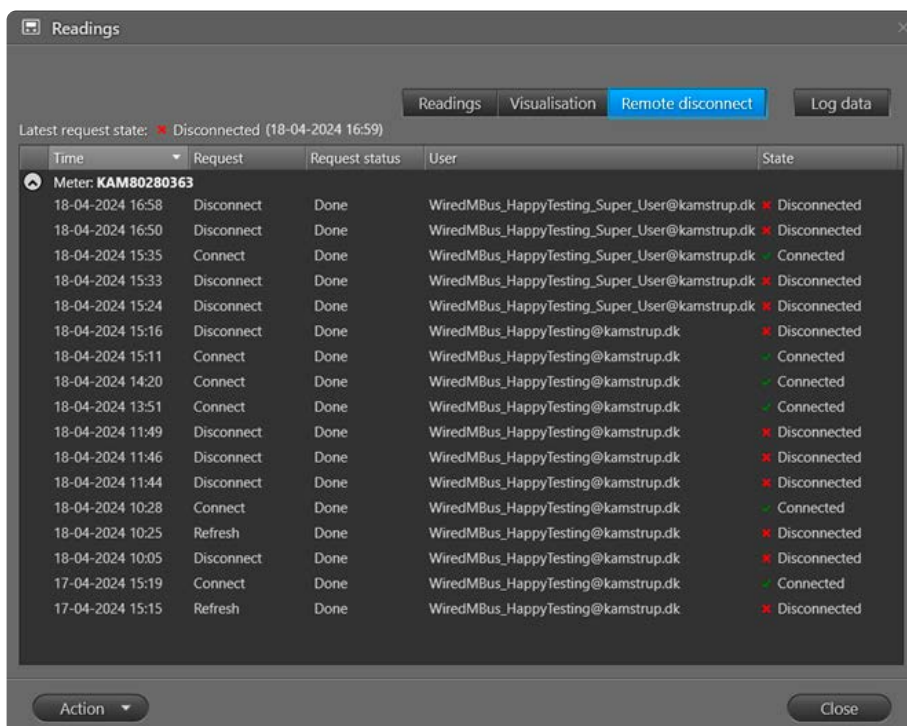 Readings
Readings Visualisation Remote disconnect Log data
Latest request state: Disconnected (18-04-2024 16:59)
Time Request Request status User State
Meter: KAM80280363
18-04-2024 16:58 Disconnect Done WiredMBus_HappyTesting_Super_User@kamstrup.dk Disconnected
18-04-2024 16:50 Disconnect Done WiredMBus_HappyTesting_Super_User@kamstrup.dk Disconnected
18-04-2024 15:35 Connect Done WiredMBus_HappyTesting_Super_User@kamstrup.dk Connected
18-04-2024 15:33 Disconnect Done WiredMBus_HappyTesting_Super_User@kamstrup.dk Disconnected
18-04-2024 15:24 Disconnect Done WiredMBus_HappyTesting_Super_User@kamstrup.dk Disconnected
18-04-2024 15:16 Disconnect Done WiredMBus_HappyTesting@kamstrup.dk Disconnected
18-04-2024 15:11 Connect Done WiredMBus_HappyTesting@kamstrup.dk Connected
18-04-2024 14:20 Connect Done WiredMBus_HappyTesting@kamstrup.dk Connected
18-04-2024 13:51 Connect Done WiredMBus_HappyTesting@kamstrup.dk Connected
18-04-2024 11:49 Disconnect Done WiredMBus_HappyTesting@kamstrup.dk Disconnected
18-04-2024 11:46 Disconnect Done WiredMBus_HappyTesting@kamstrup.dk Disconnected
18-04-2024 11:44 Disconnect Done WiredMBus_HappyTesting@kamstrup.dk Disconnected
18-04-2024 10:28 Connect Done WiredMBus_HappyTesting@kamstrup.dk Connected
18-04-2024 10:25 Refresh Done WiredMBus_HappyTesting@kamstrup.dk Disconnected
18-04-2024 10:05 Disconnect Done WiredMBus_HappyTesting@kamstrup.dk Disconnected
17-04-2024 15:19 Connect Done WiredMBus_HappyTesting@kamstrup.dk Connected
17-04-2024 15:15 Refresh Done WiredMBus_HappyTesting@kamstrup.dk Disconnected
Action Close